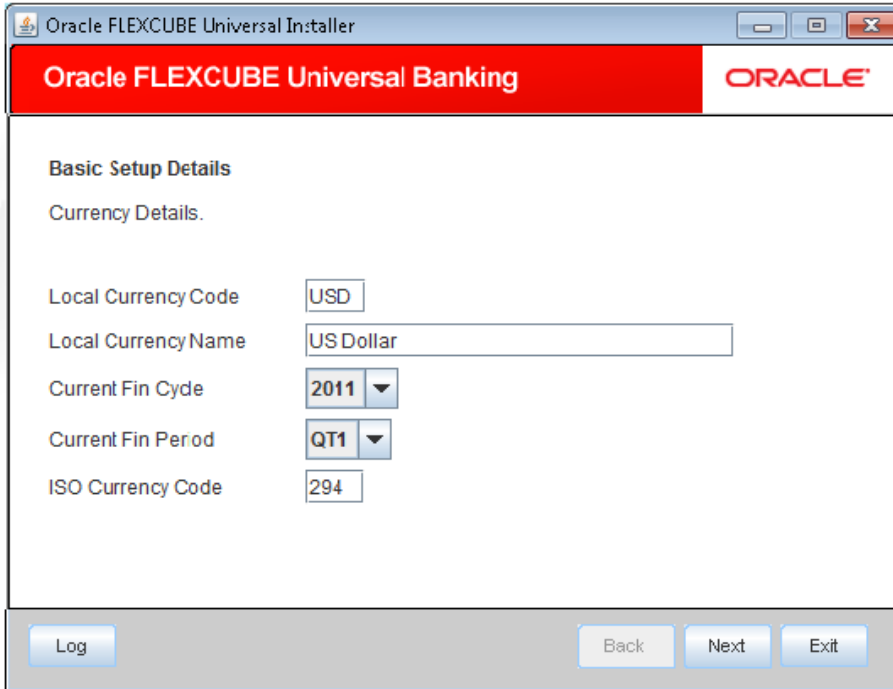 Oracle FLEXCUBE Universal Installer
Oracle FLEXCUBE Universal Banking
ORACLE
Basic Setup Details
Currency Details.
Local Currency Code USD
Local Currency Name US Dollar
Current Fin Cycle 2011
Current Fin Period QT1
ISO Currency Code 294
Log Back Next Exit